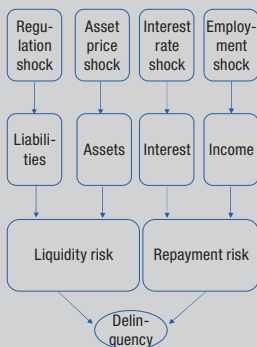 Regu-
lation
shock
Asset
price
shock
Interest
rate
shock
Employ-
ment
shock
Liabili-
ties
Assets
Interest
Income
Liquidity risk
Repayment risk
Delin-
quency